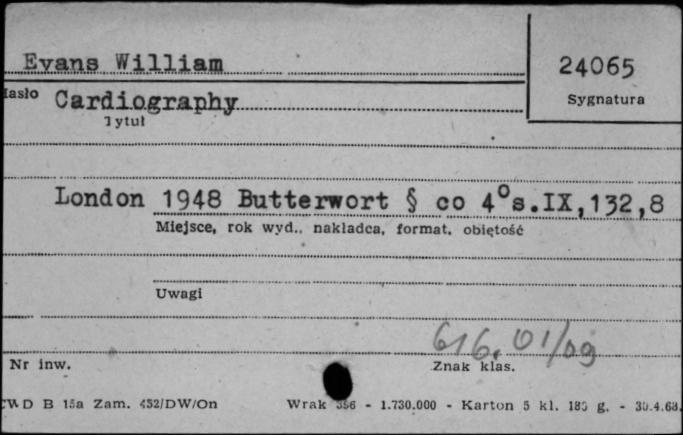 Evans William
24065
Hasło Cardiography
Sygnatura
Tytuł
London 1948 Butterwort § co 4°s.IX,132,8
Miejsce, rok wyd., nakładca, format, objętość
Uwagi
616.01/09
Nr inw.
Znak klas.
CWD B 15a Zam. 452/DW/On Wrak 356 - 1.730.000 - Karton 5 kl. 180 g. - 30.4.68.